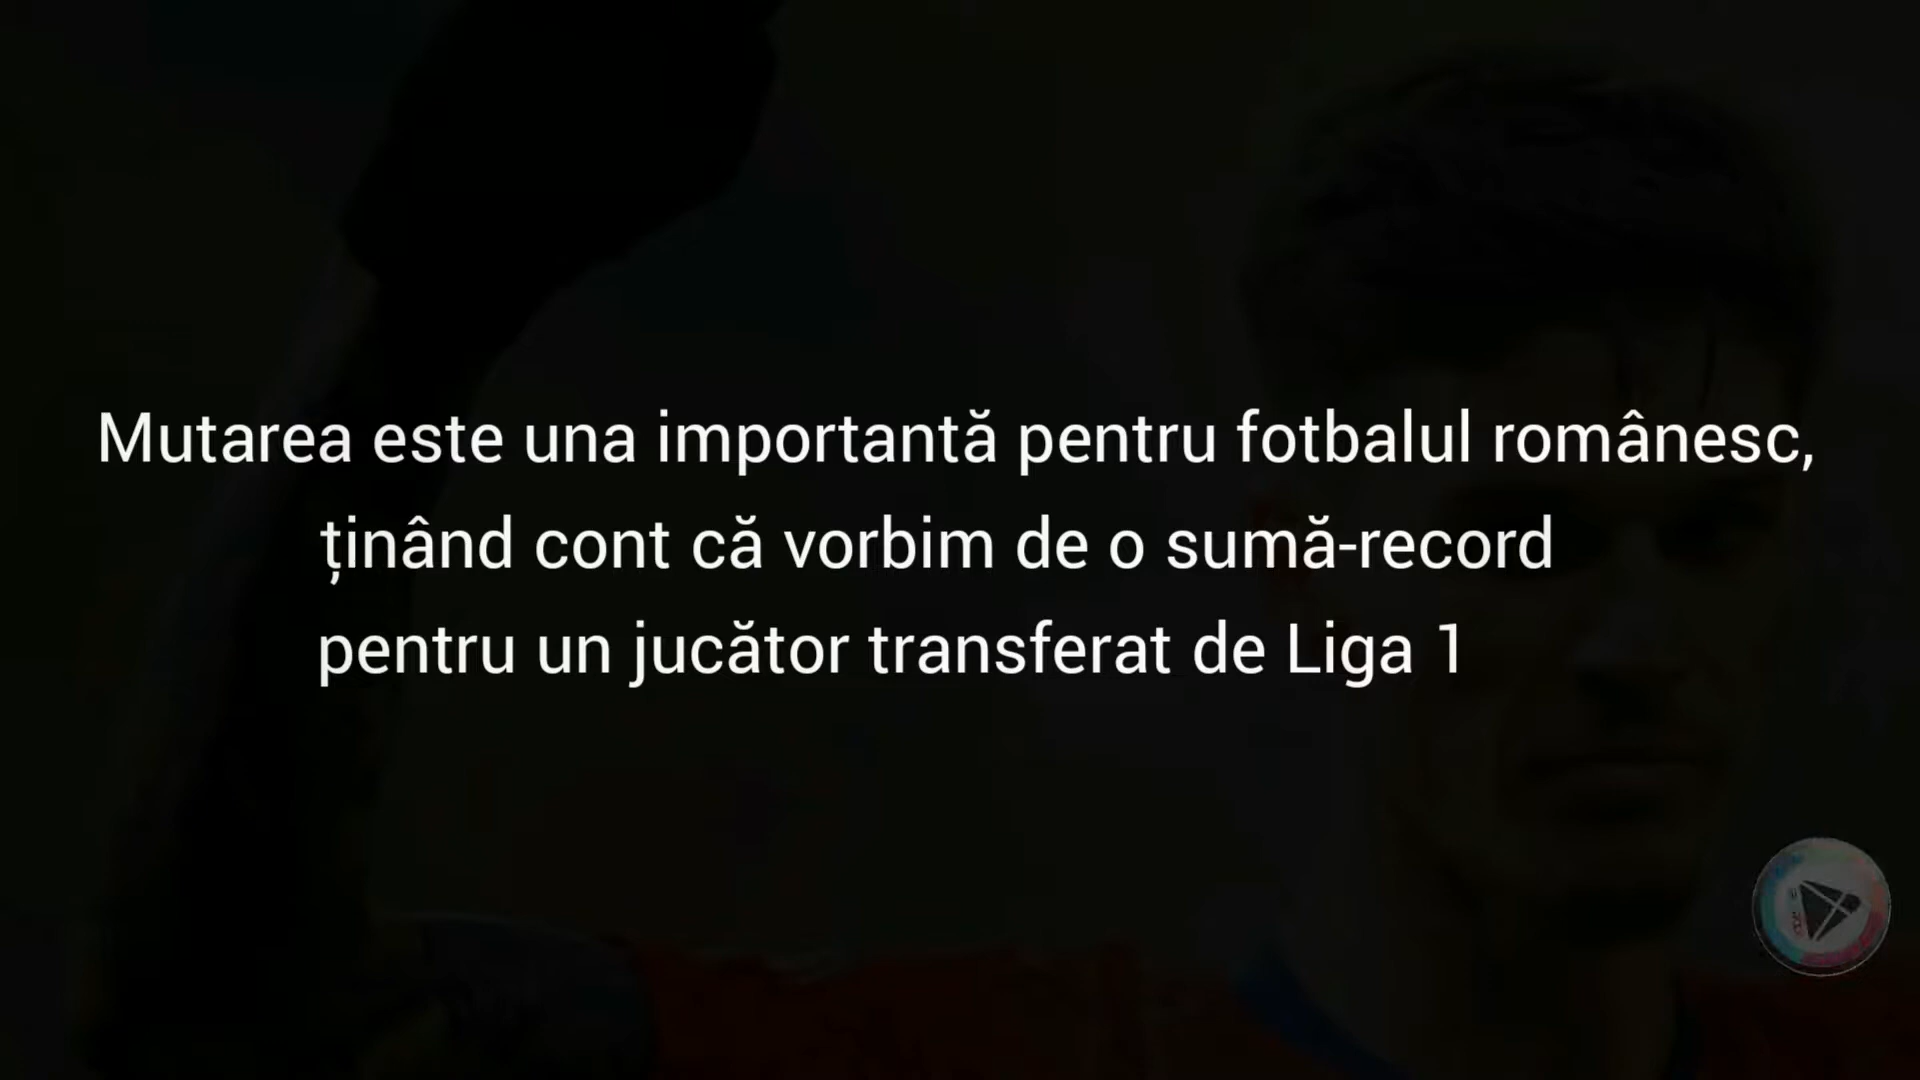 Mutarea este una importantă pentru fotbalul românesc,
ținând cont că vorbim de o sumă-record
pentru un jucător transferat de Liga 1